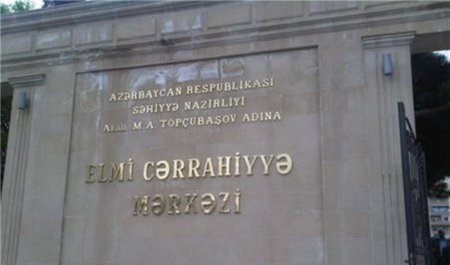 AZƏRBAYCAN RESPUBLİKASI
SƏHİYYƏ NAZİRLİYİ
AKAD. M. A. TOPÇUBAŞOV ADINA
ELMİ CƏRRAHİYYƏ
MƏRKƏZİ